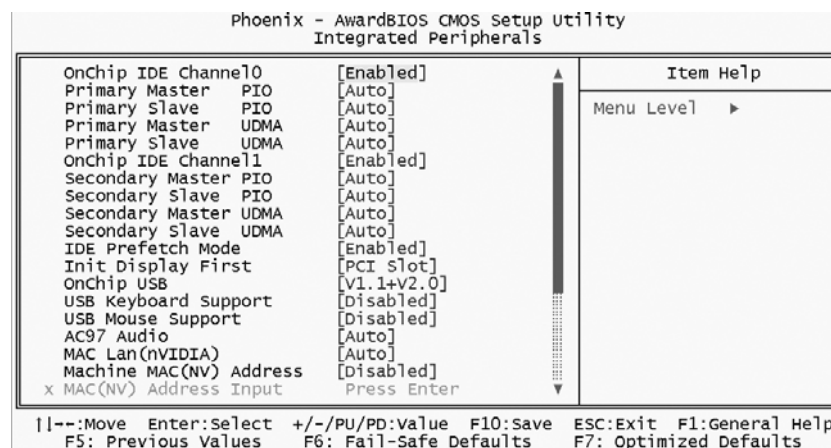 Phoenix - AwardBIOS CMOS Setup Utility
Integrated Peripherals
OnChip IDE Channel0 [Enabled]
Primary Master PIO [Auto]
Primary Slave PIO [Auto]
Primary Master UDMA [Auto]
Primary Slave UDMA [Auto]
OnChip IDE Channel1 [Enabled]
Secondary Master PIO [Auto]
Secondary Slave PIO [Auto]
Secondary Master UDMA [Auto]
Secondary Slave UDMA [Auto]
IDE Prefetch Mode [Enabled]
Init Display First [PCI Slot]
OnChip USB [V1.1+V2.0]
USB Keyboard Support [Disabled]
USB Mouse Support [Disabled]
AC97 Audio [Auto]
MAC Lan(nVIDIA) [Auto]
Machine MAC(NV) Address [Disabled]
x MAC(NV) Address Input Press Enter
Item Help
Menu Level ▶
↑↓→←:Move Enter:Select +/-/PU/PD:Value F10:Save ESC:Exit F1:General Help
F5: Previous Values F6: Fail-Safe Defaults F7: Optimized Defaults